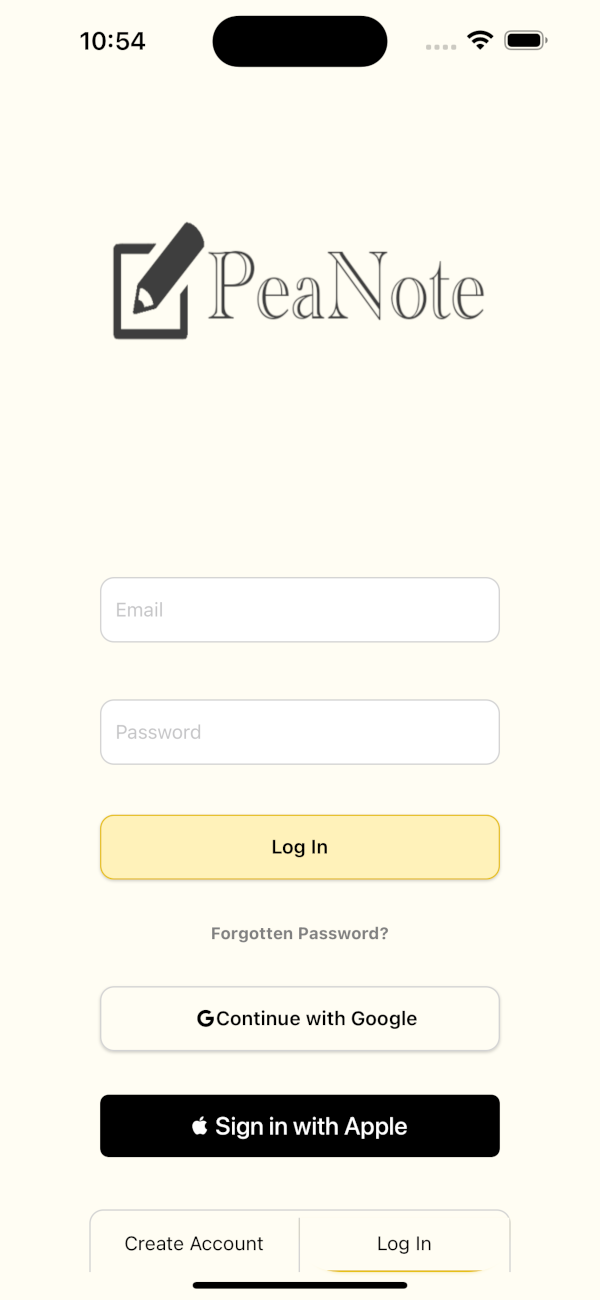 10:54
PeaNote
Email
Password
Log In
Forgotten Password?
Continue with Google
Sign in with Apple
Create Account
Log In